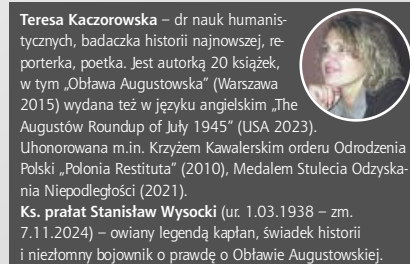 Teresa Kaczorowska – dr nauk humanis-
tycznych, badaczka historii najnowszej, re-
porterka, poetka. Jest autorką 20 książek,
w tym „Obława Augustowska" (Warszawa
2015) wydana też w języku angielskim „The
Augustów Roundup of Jufy 1945" (USA 2023).
Uhonorowana m.in. Krzyżem Kawalerskim orderu Odrodzenia
Polski „Polonia Restituta" (2010), Medalem Stulecia Odzyska-
nia Niepodległości (2021).
Ks. prałat Stanisław Wysocki (ur. 1.03.1938 – zm.
7.11.2024) – owiany legendą kapłan, świadek historii
i niezłomny bojownik o prawdę o Obławie Augustowskiej.